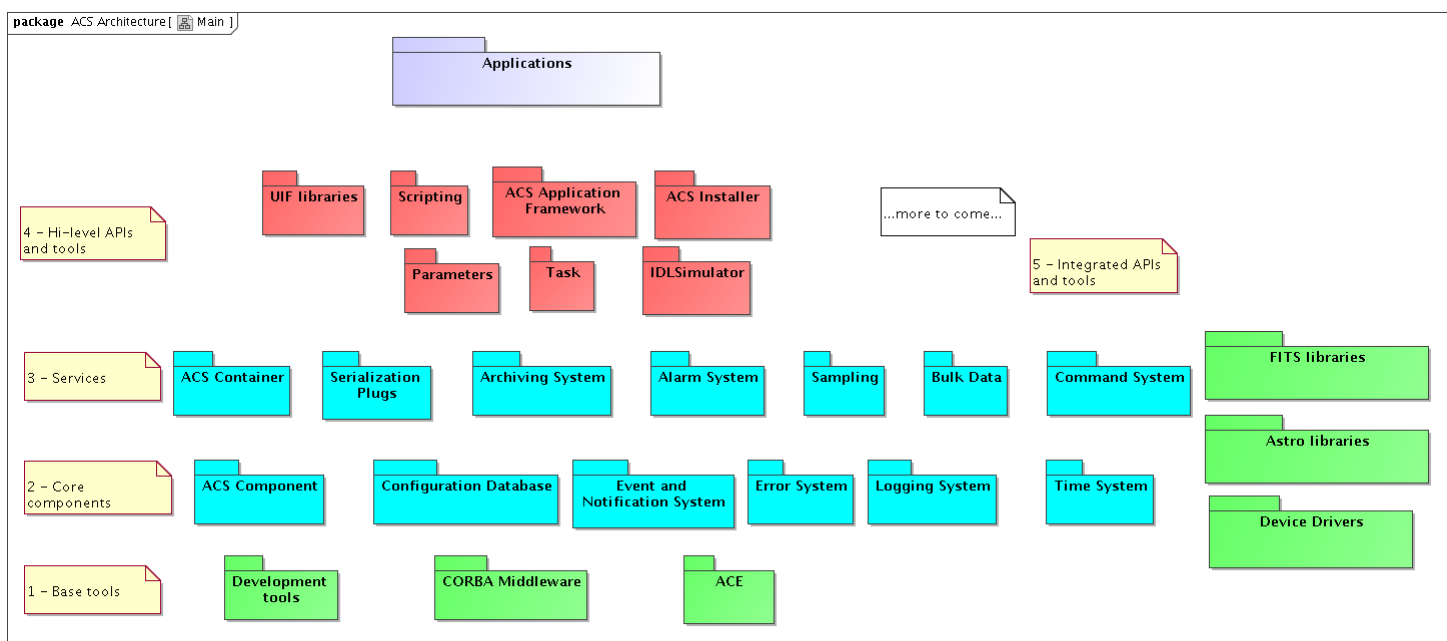 package ACS Architecture[ Main ]
Applications
UIF libraries
Scripting
ACS Application
Framework
ACS Installer
...more to come...
4 - Hi-level APIs
and tools
5 - Integrated APIs
and tools
Parameters
Task
IDLSimulator
3 - Services
ACS Container
Serialization
Plugs
Archiving System
Alarm System
Sampling
Bulk Data
Command System
FITS libraries
Astro libraries
2 - Core
components
ACS Component
Configuration Database
Event and
Notification System
Error System
Logging System
Time System
Device Drivers
1 - Base tools
Development
tools
CORBA Middleware
ACE